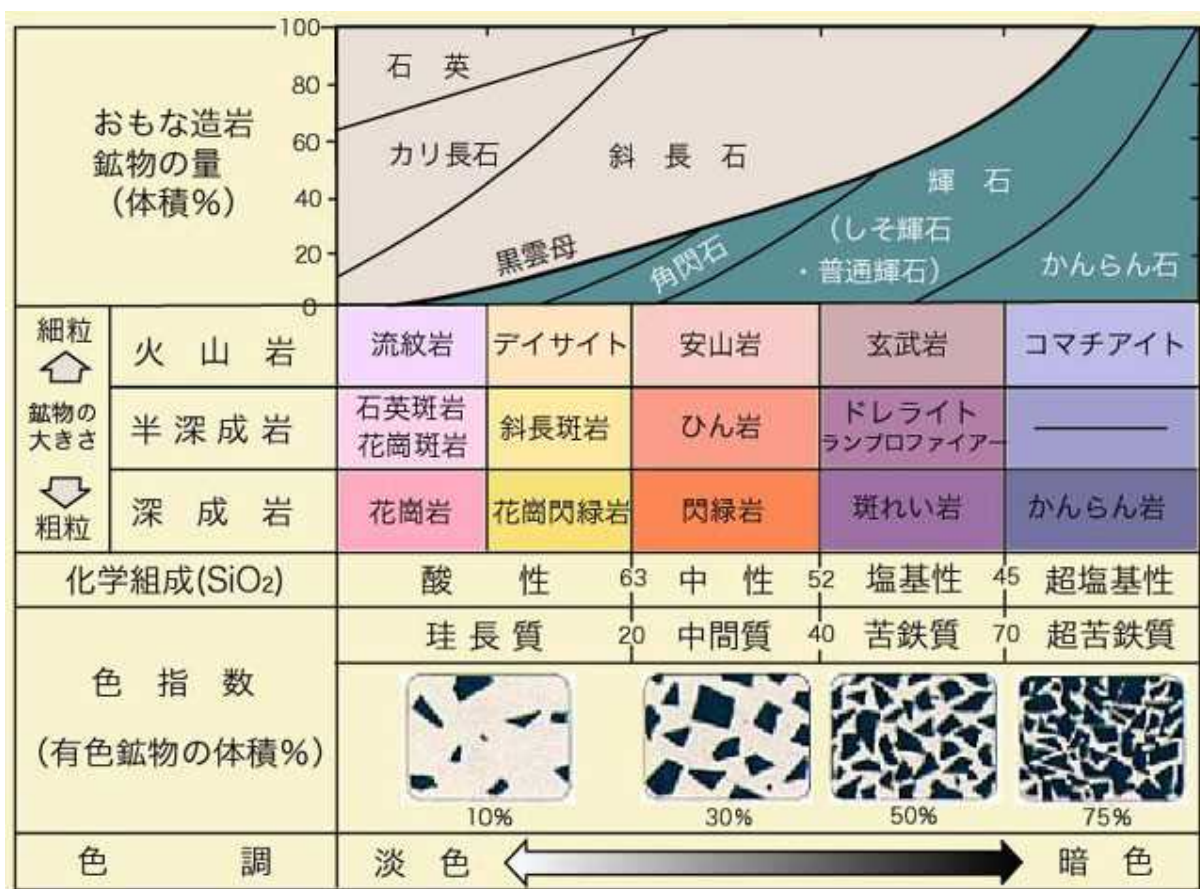 おもな造岩
鉱物の量
(体積%)
100
80
60
40
20
0
石 英
カリ長石
斜 長 石
黒雲母
角閃石
輝 石
(しそ輝石
・普通輝石)
かんらん石
細粒
鉱物の
大きさ
粗粒
火 山 岩 流紋岩 デイサイト 安山岩 玄武岩 コマチアイト
半 深 成 岩 石英斑岩 花崗斑岩 斜長斑岩 ひん岩 ドレライト ランプロファイアー
深 成 岩 花崗岩 花崗閃緑岩 閃緑岩 斑れい岩 かんらん岩
化学組成(SiO₂) 酸 性 63 中 性 52 塩基性 45 超塩基性
珪 長 質 20 中間質 40 苦鉄質 70 超苦鉄質
色 指 数
(有色鉱物の体積%)
10% 30% 50% 75%
色 調 淡 色 暗 色